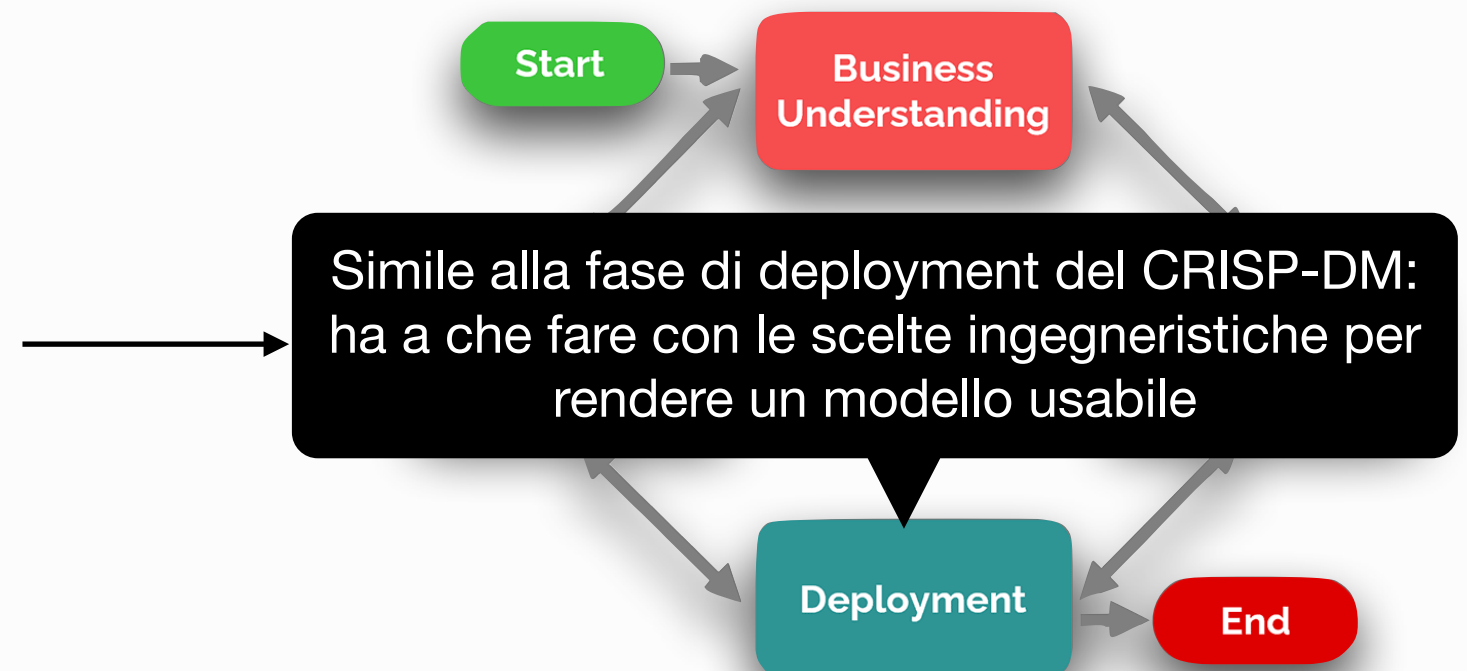 Start
Business
Understanding
Simile alla fase di deployment del CRISP-DM:
ha a che fare con le scelte ingegneristiche per
rendere un modello usabile
Deployment
End